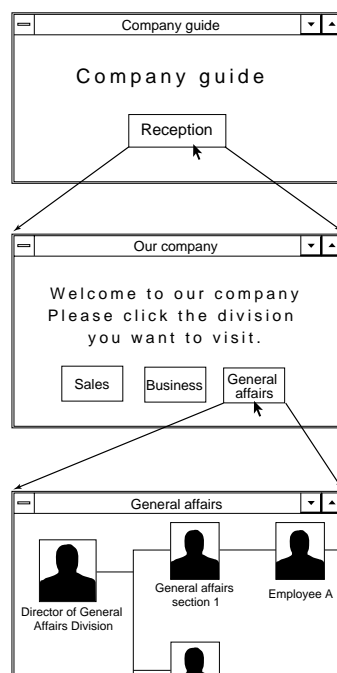 Company guide
Company guide
Reception
Our company
Welcome to our company
Please click the division
you want to visit.
Sales
Business
General
affairs
General affairs
Director of General
Affairs Division
General affairs
section 1
Employee A